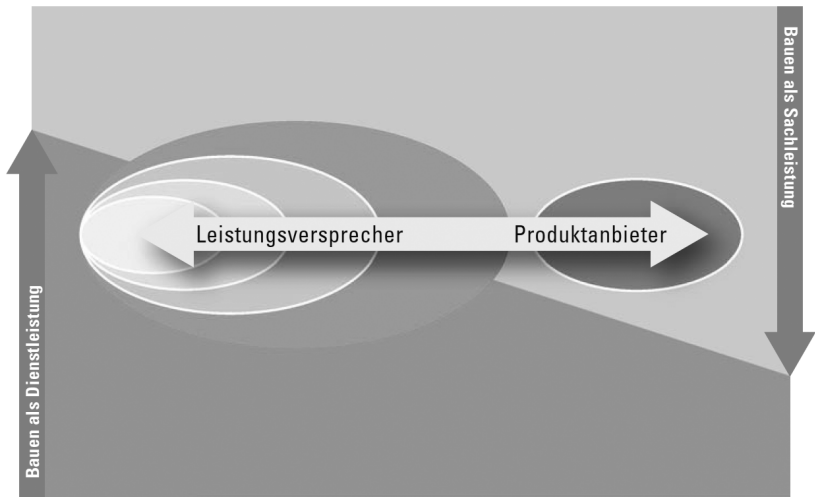 Bauen als Dienstleistung
Leistungsversprecher
Produktanbieter
Bauen als Sachleistung